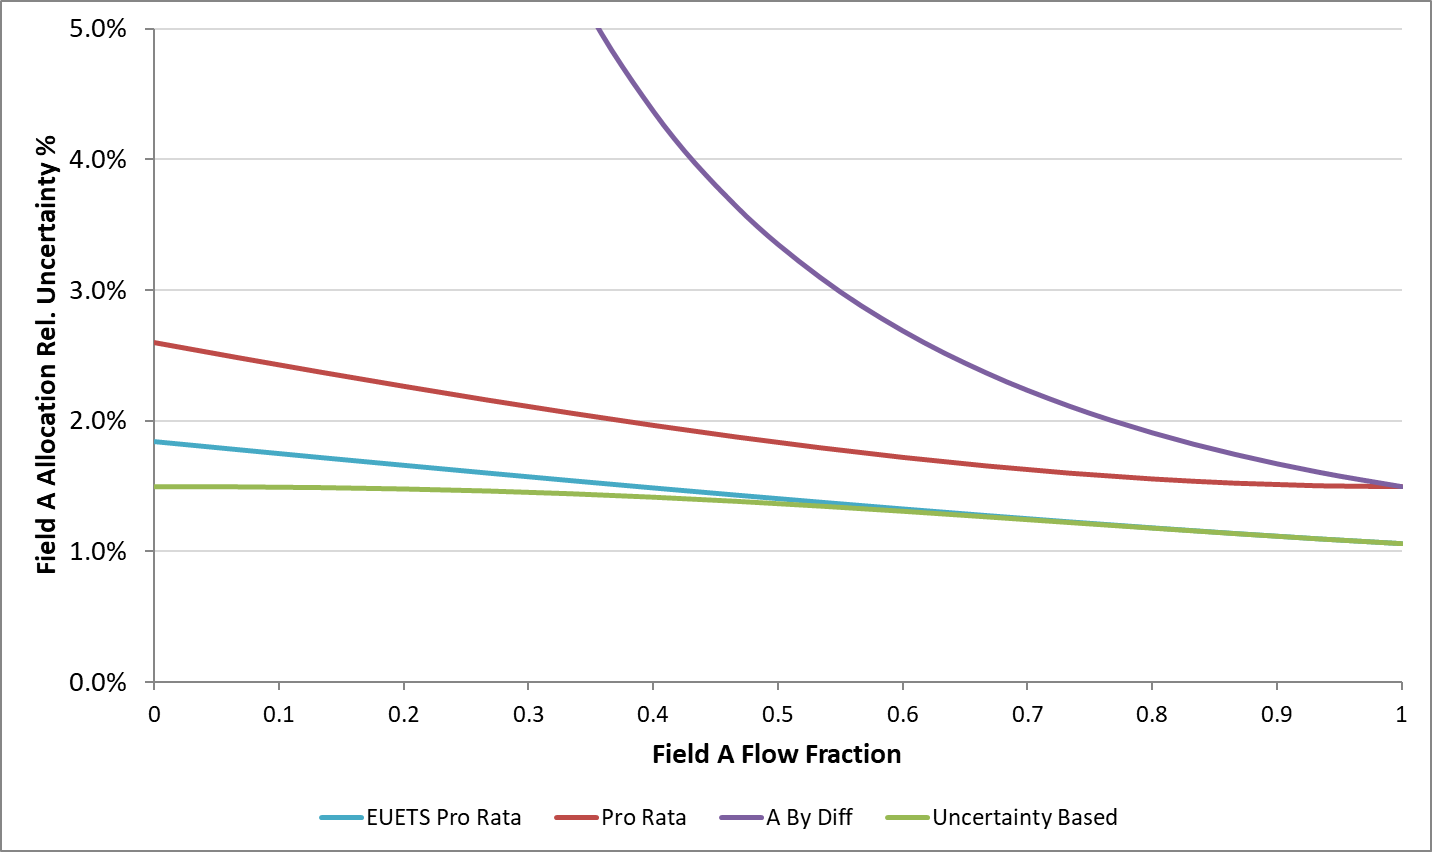 5.0%
4.0%
3.0%
2.0%
1.0%
0.0%
Field A Allocation Rel. Uncertainty %
0 0.1 0.2 0.3 0.4 0.5 0.6 0.7 0.8 0.9 1
Field A Flow Fraction
EUETS Pro Rata Pro Rata A By Diff Uncertainty Based